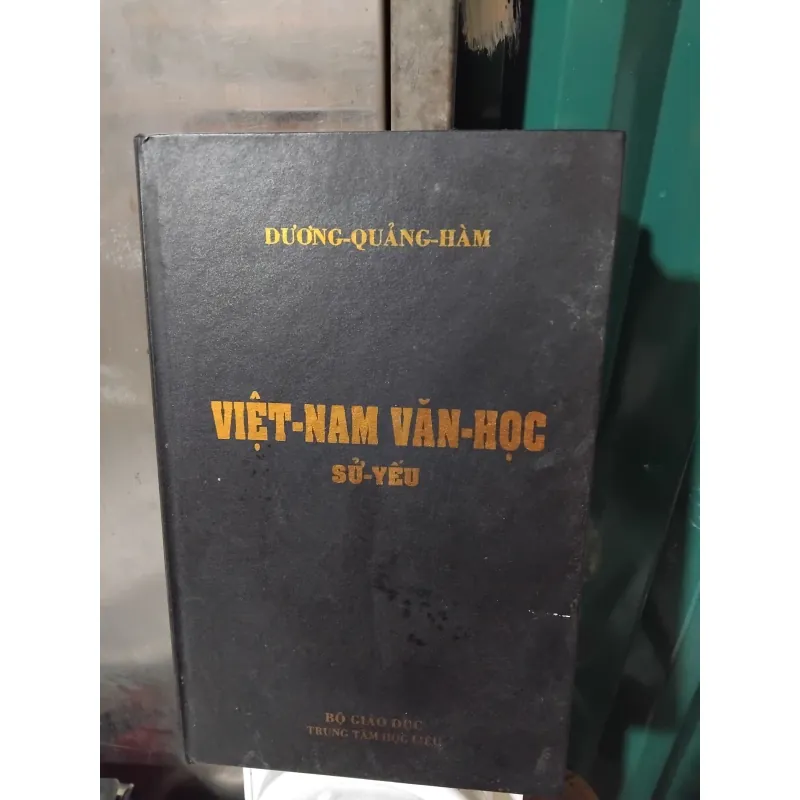 DƯƠNG-QUẢNG-HÀM
VIỆT-NAM VĂN-HỌC
SỬ-YẾU
BỘ GIÁO DỤC
TRUNG TÂM HỌC LIỆU